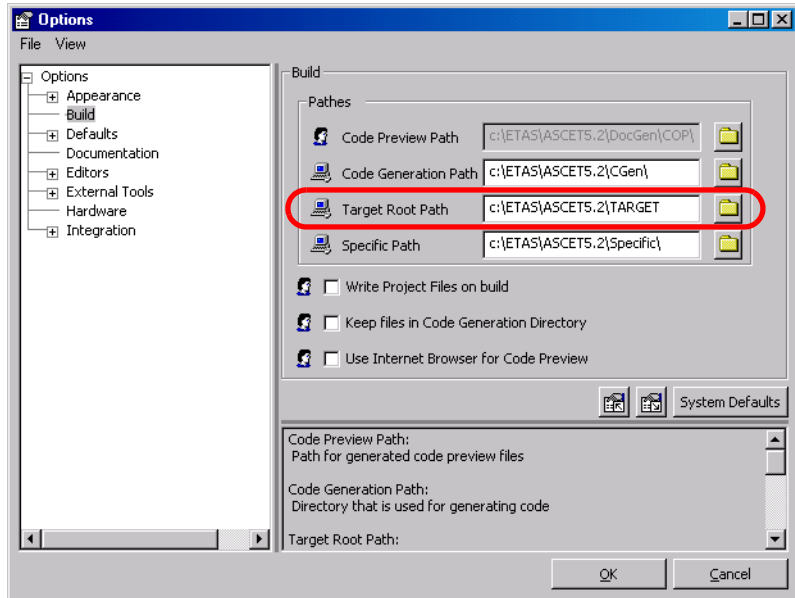 Options
File View
Options
Appearance
Build
Defaults
Documentation
Editors
External Tools
Hardware
Integration
Build
Pathes
Code Preview Path c:\ETAS\ASCET5.2\DocGen\COP\
Code Generation Path c:\ETAS\ASCET5.2\CGen\
Target Root Path c:\ETAS\ASCET5.2\TARGET
Specific Path c:\ETAS\ASCET5.2\Specific\
Write Project Files on build
Keep files in Code Generation Directory
Use Internet Browser for Code Preview
System Defaults
Code Preview Path:
Path for generated code preview files
Code Generation Path:
Directory that is used for generating code
Target Root Path:
OK Cancel